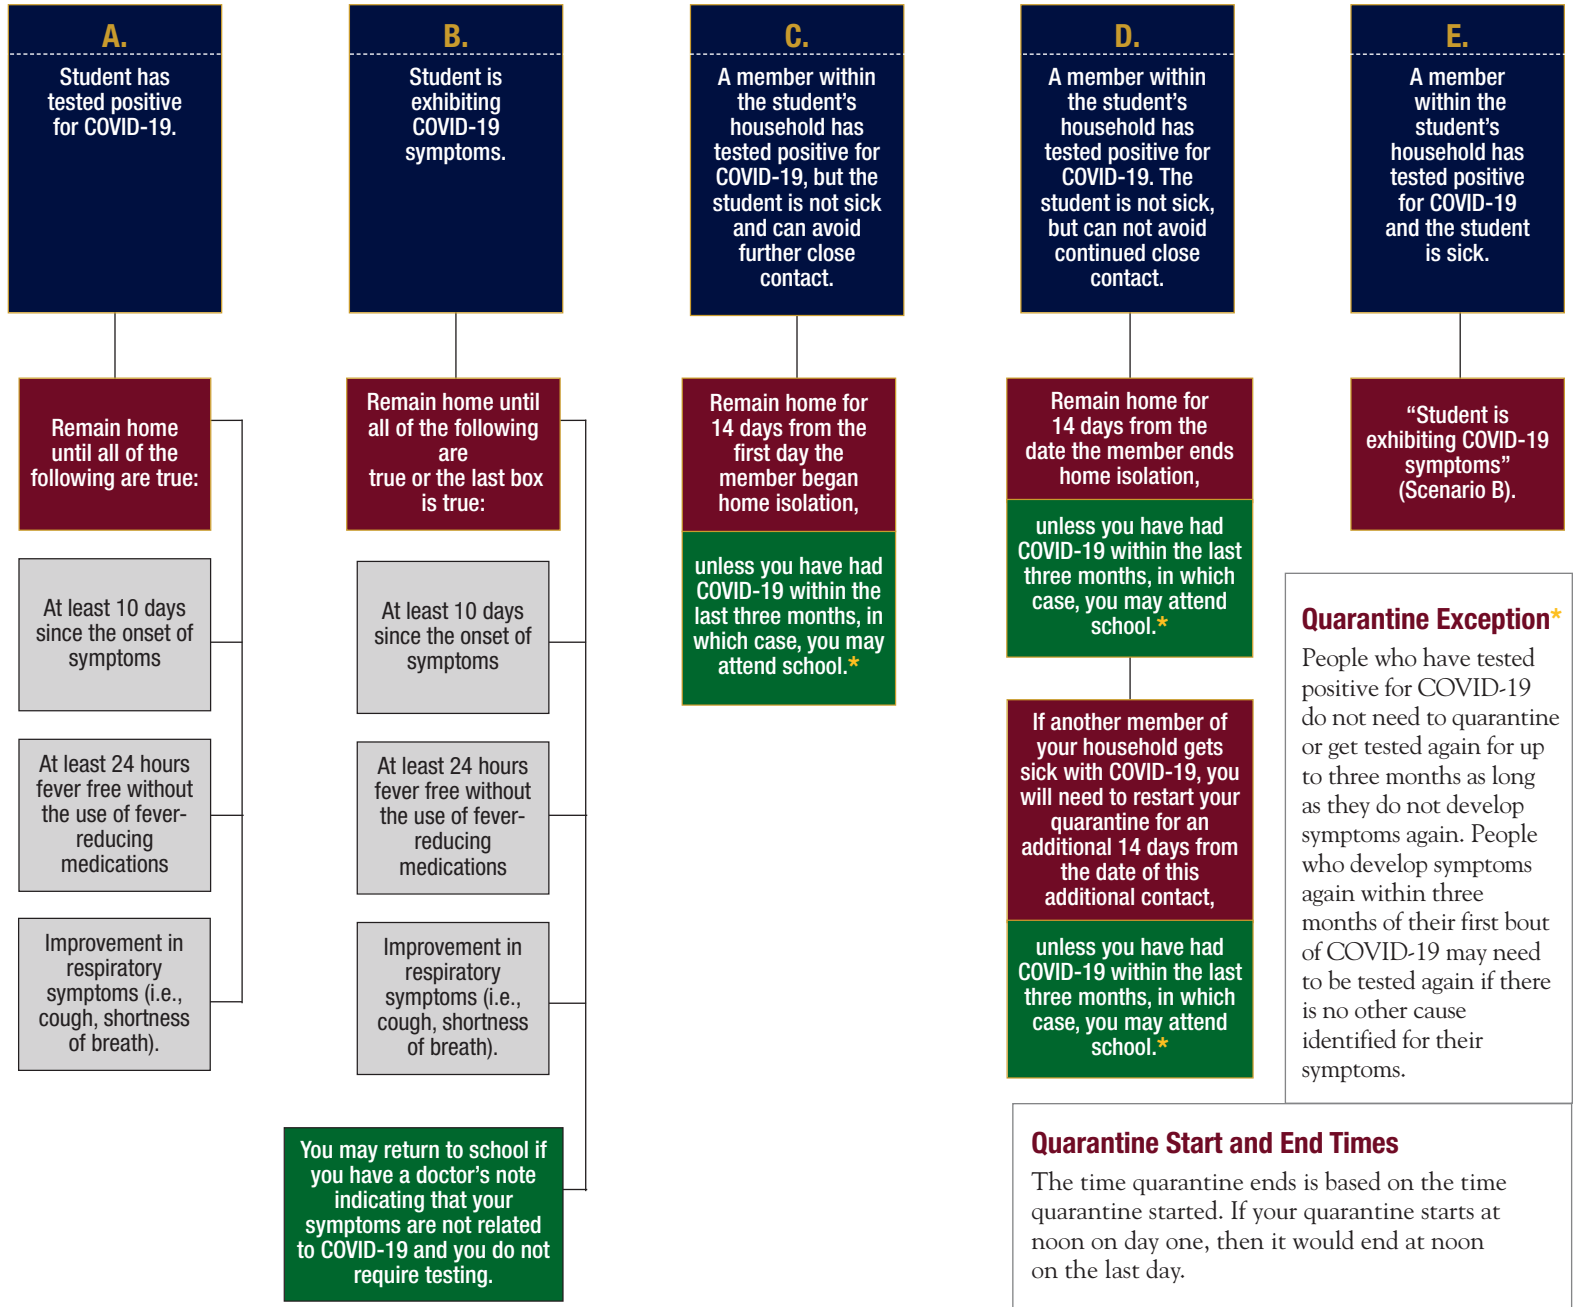 A.
Student has
tested positive
for COVID-19.
Remain home
until all of the
following are true:
At least 10 days
since the onset of
symptoms
At least 24 hours
fever free without
the use of fever-
reducing
medications
Improvement in
respiratory
symptoms (i.e.,
cough, shortness
of breath).
B.
Student is
exhibiting
COVID-19
symptoms.
Remain home until
all of the following
are
true or the last box
is true:
At least 10 days
since the onset of
symptoms
At least 24 hours
fever free without
the use of fever-
reducing
medications
Improvement in
respiratory
symptoms (i.e.,
cough, shortness
of breath).
You may return to school if
you have a doctor's note
indicating that your
symptoms are not related
to COVID-19 and you do not
require testing.
C.
A member within
the student's
household has
tested positive for
COVID-19, but the
student is not sick
and can avoid
further close
contact.
Remain home for
14 days from the
first day the
member began
home isolation,
unless you have had
COVID-19 within the
last three months, in
which case, you may
attend school.*
D.
A member within
the student's
household has
tested positive for
COVID-19. The
student is not sick,
but can not avoid
continued close
contact.
Remain home for
14 days from the
date the member ends
home isolation,
unless you have had
COVID-19 within the last
three months, in which
case, you may attend
school.*
If another member of
your household gets
sick with COVID-19, you
will need to restart your
quarantine for an
additional 14 days from
the date of this
additional contact,
unless you have had
COVID-19 within the last
three months, in which
case, you may attend
school.*
E.
A member
within the
student's
household has
tested positive
for COVID-19
and the student
is sick.
“Student is
exhibiting COVID-19
symptoms”
(Scenario B).
Quarantine Exception*
People who have tested
positive for COVID-19
do not need to quarantine
or get tested again for up
to three months as long
as they do not develop
symptoms again. People
who develop symptoms
again within three
months of their first bout
of COVID-19 may need
to be tested again if there
is no other cause
identified for their
symptoms.
Quarantine Start and End Times
The time quarantine ends is based on the time
quarantine started. If your quarantine starts at
noon on day one, then it would end at noon
on the last day.